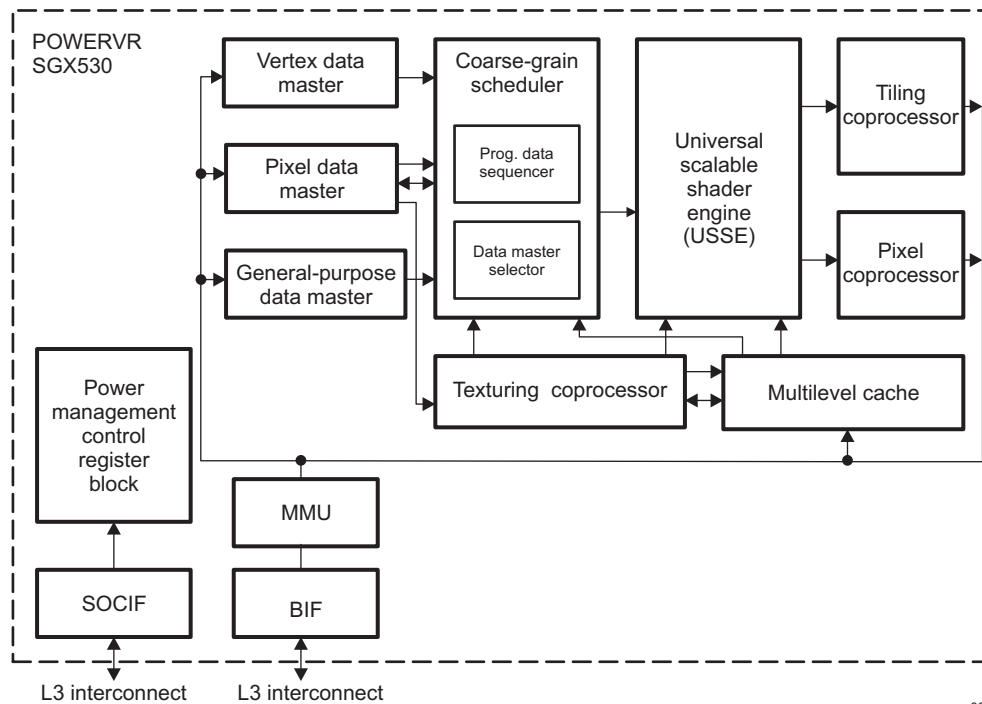 POWERVR
SGX530
Vertex data
master
Pixel data
master
General-purpose
data master
Coarse-grain
scheduler
Prog. data
sequencer
Data master
selector
Universal
scalable
shader
engine
(USSE)
Tiling
coprocessor
Pixel
coprocessor
Texturing coprocessor
Multilevel cache
Power
management
control
register
block
MMU
SOCIF
BIF
L3 interconnect
L3 interconnect